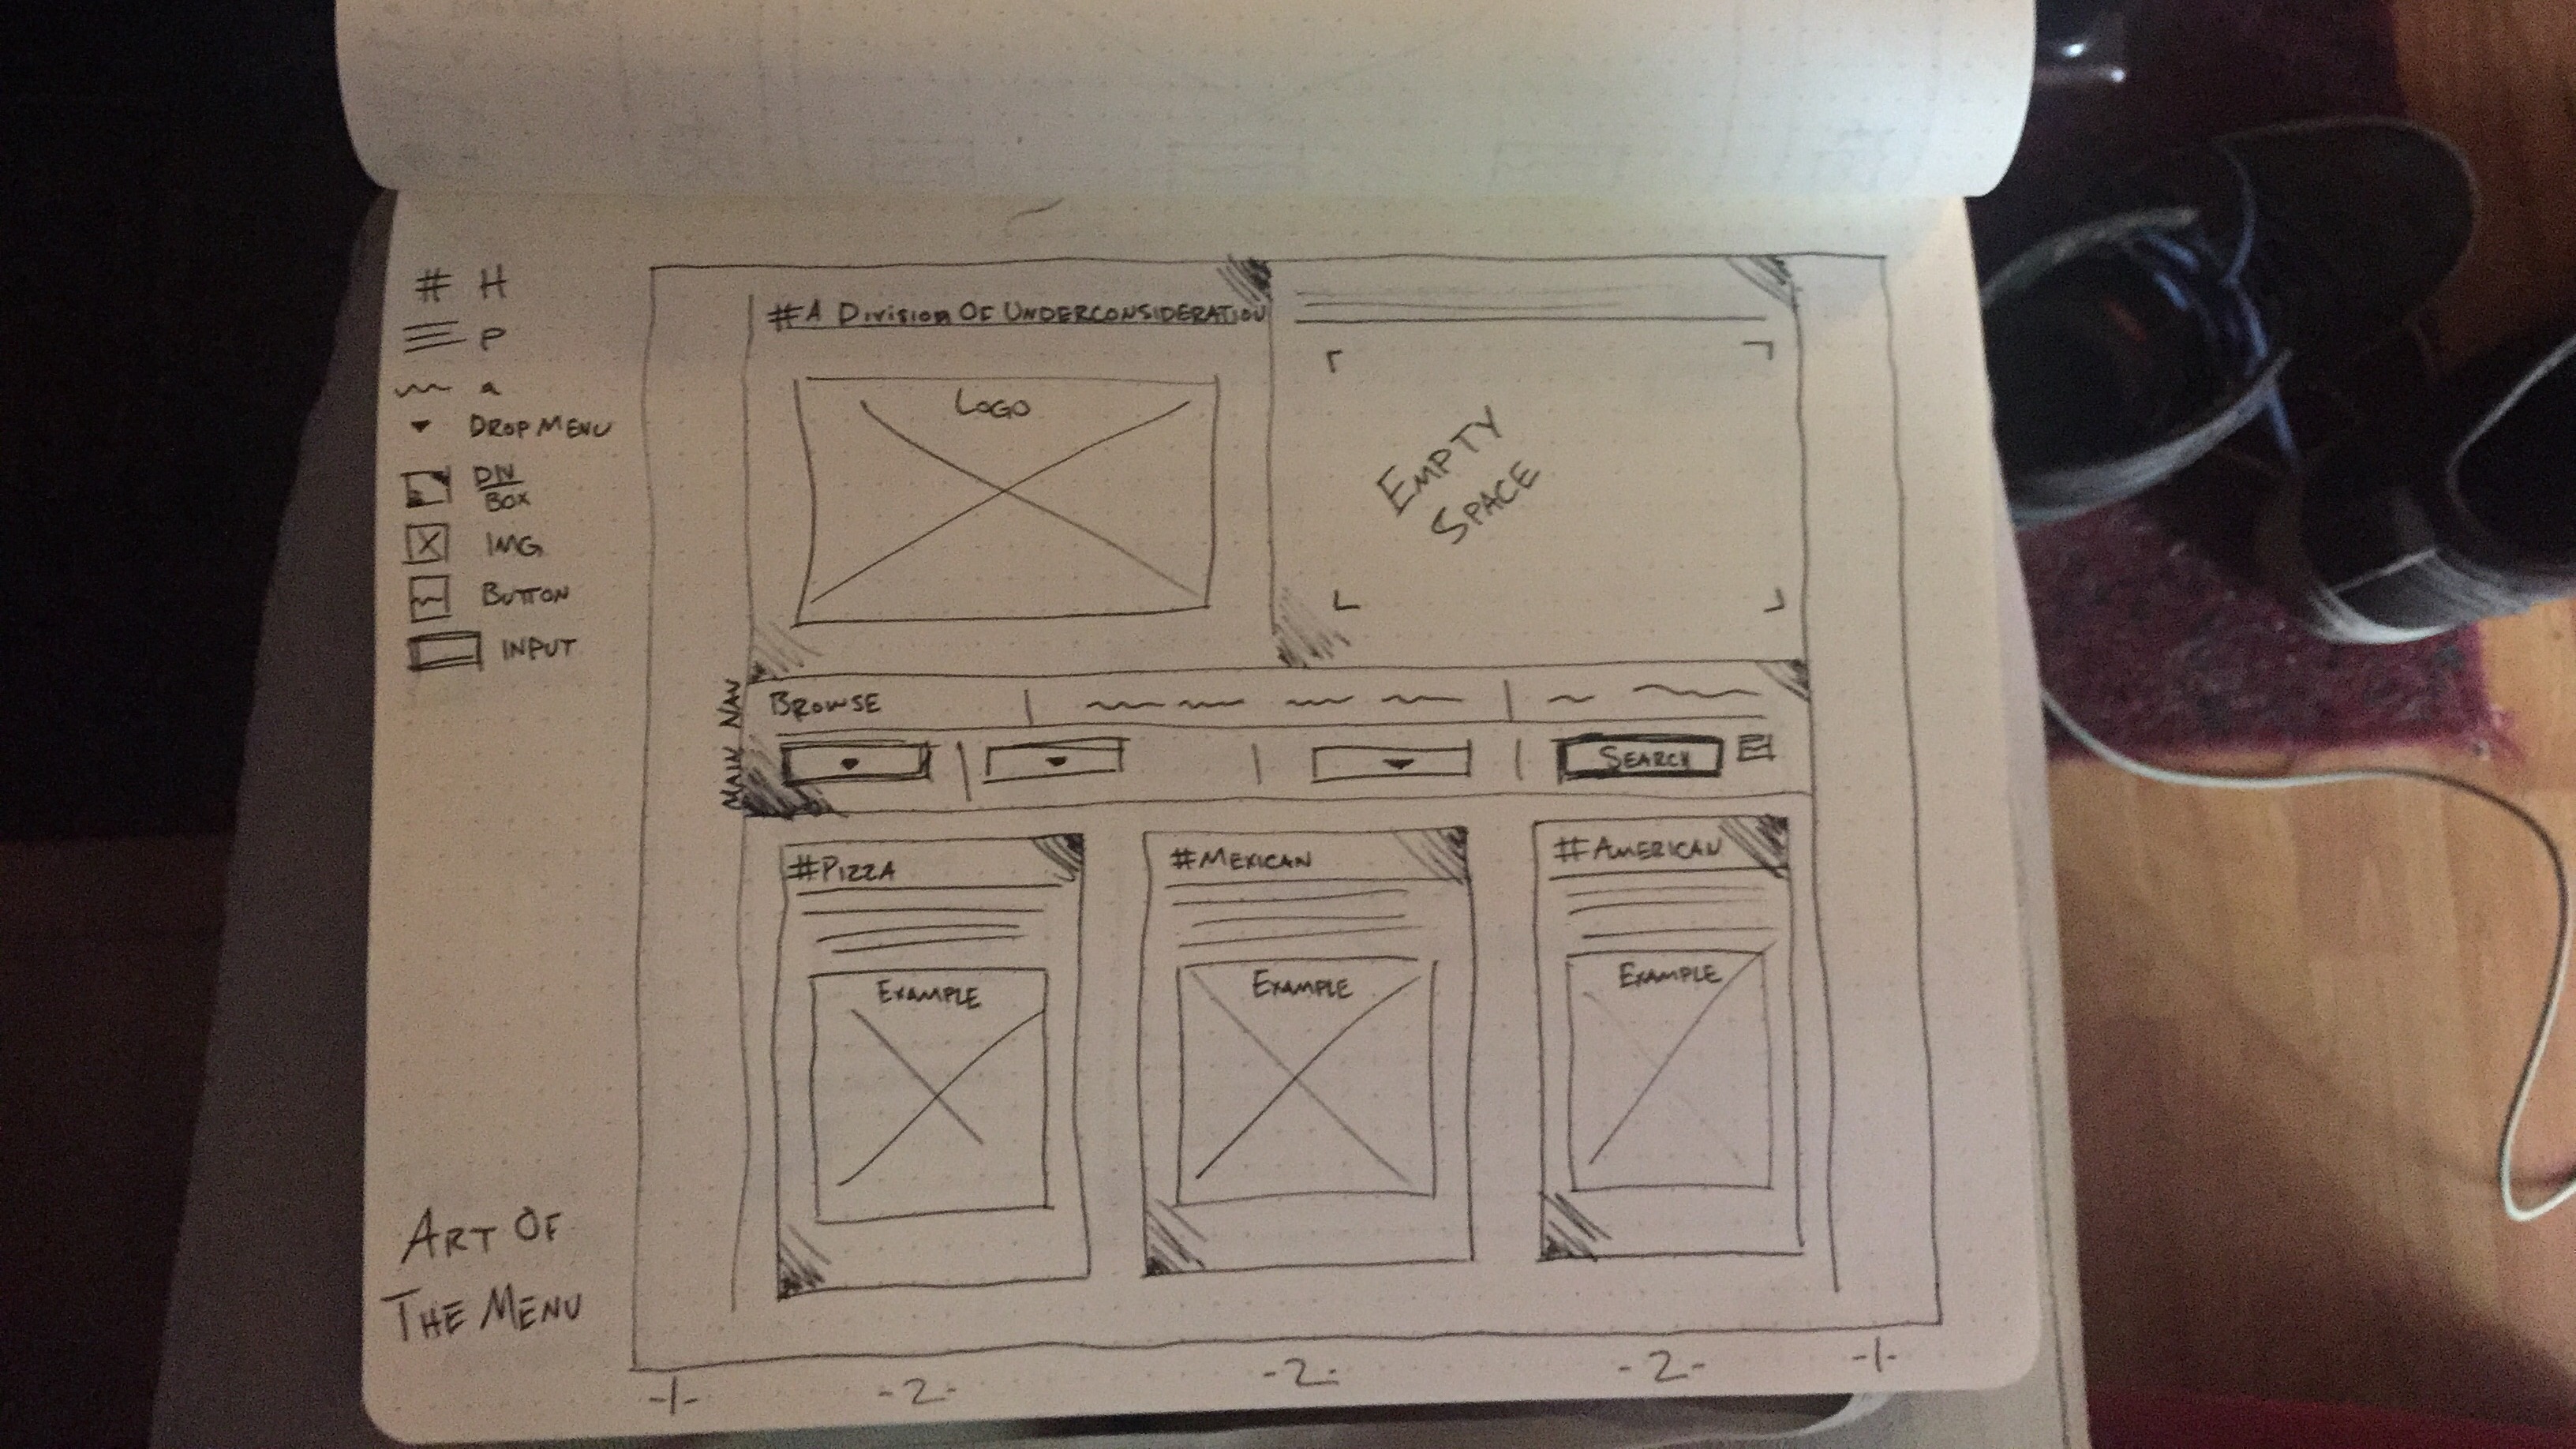 # H
P
a
DROP MENU
DIV
BOX
IMG
BUTTON
INPUT
ART OF
THE MENU
#A DIVISION OF UNDERCONSIDERATION
LOGO
EMPTY
SPACE
MAIN NAV
BROWSE
SEARCH
#PIZZA
EXAMPLE
#MEXICAN
EXAMPLE
#AMERICAN
EXAMPLE
-1- -2- -2- -2- -1-